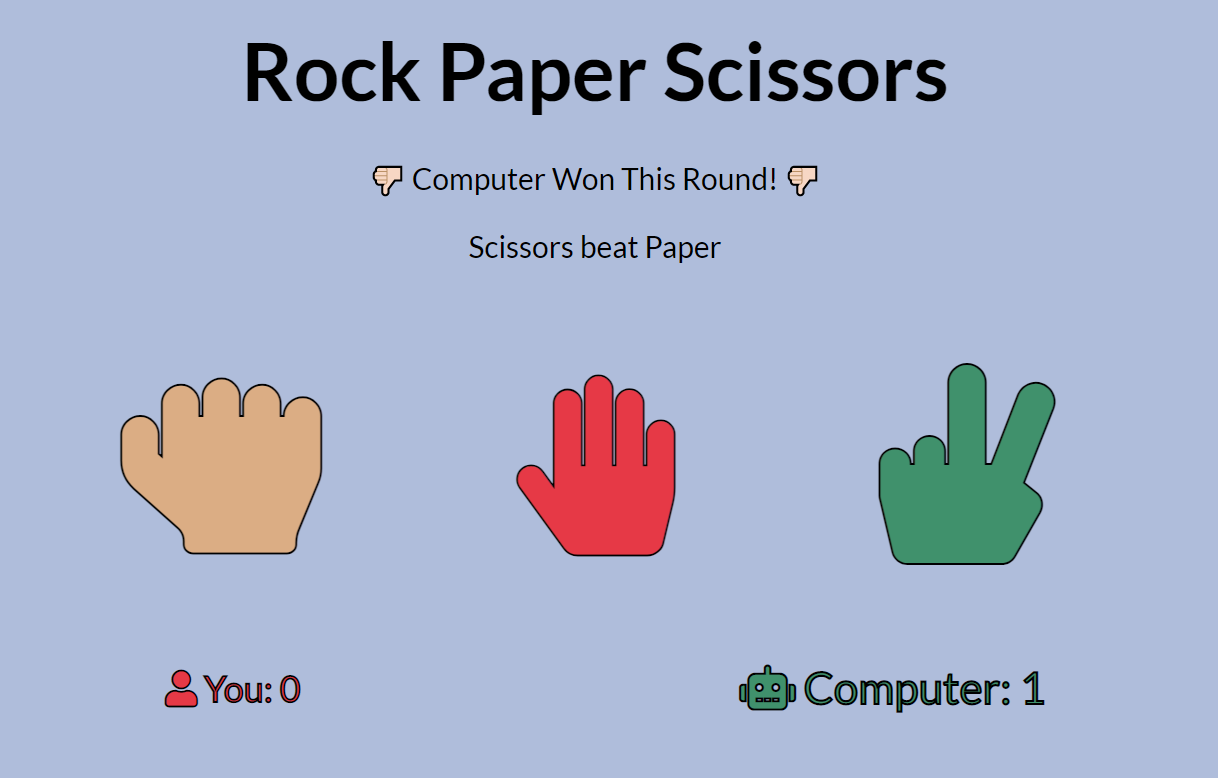 Rock Paper Scissors
Computer Won This Round!
Scissors beat Paper
You: 0
Computer: 1